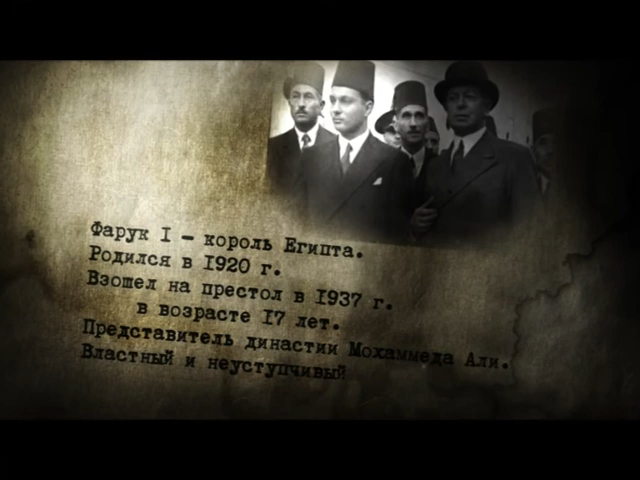 Фарук I – король Египта.
Родился в 1920 г.
Взошел на престол в 1937 г.
в возрасте 17 лет.
Представитель династии Мохаммеда Али.
Властный и неуступчивый